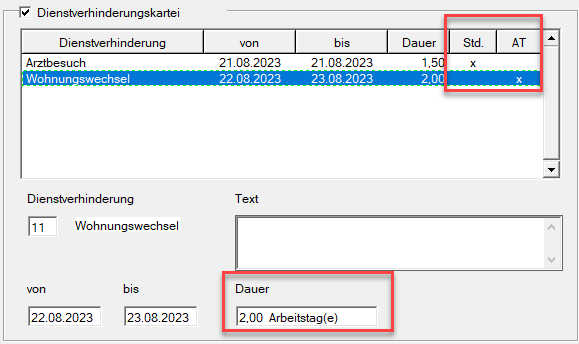 Dienstverhinderungskartei
Dienstverhinderung von bis Dauer Std. AT
Arztbesuch 21.08.2023 21.08.2023 1,50 x
Wohnungswechsel 22.08.2023 23.08.2023 2,00 x
Dienstverhinderung Text
11 Wohnungswechsel
von bis Dauer
22.08.2023 23.08.2023 2,00 Arbeitstag(e)